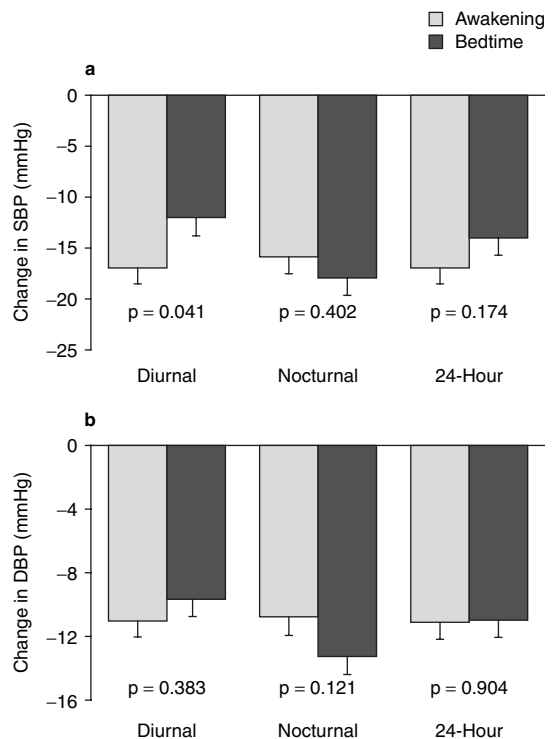 Awakening
Bedtime
a
0
–5
–10
–15
–20
–25
Change in SBP (mmHg)
p = 0.041 p = 0.402 p = 0.174
Diurnal Nocturnal 24-Hour
b
0
–4
–8
–12
–16
Change in DBP (mmHg)
p = 0.383 p = 0.121 p = 0.904
Diurnal Nocturnal 24-Hour